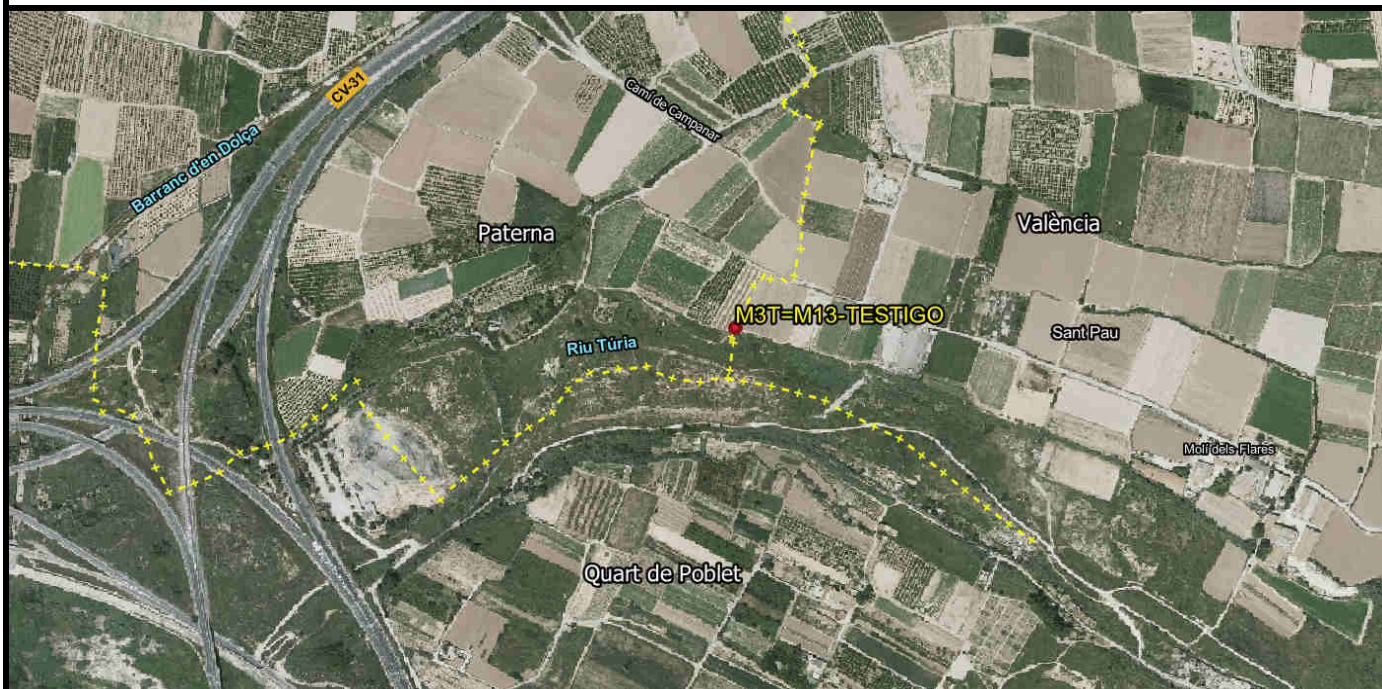 CV-31
Camí de Campanar
Barranc d'en Dolça
Paterna
València
M3T=M13-TESTIGO
Riu Túria
Sant Pau
Molí dels Flares
Quart de Poblet